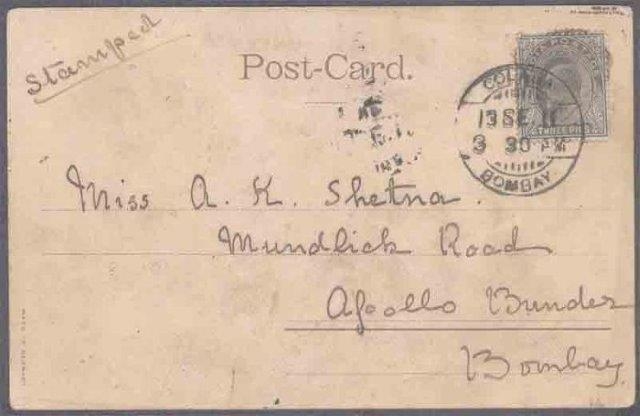 Stamped
Post-Card.
COLABA
13 SE 11
3 30 PM
BOMBAY
THREE PIES
Miss A. K. Shetna.
Mundlick Road
Apollo Bunder
Bombay.